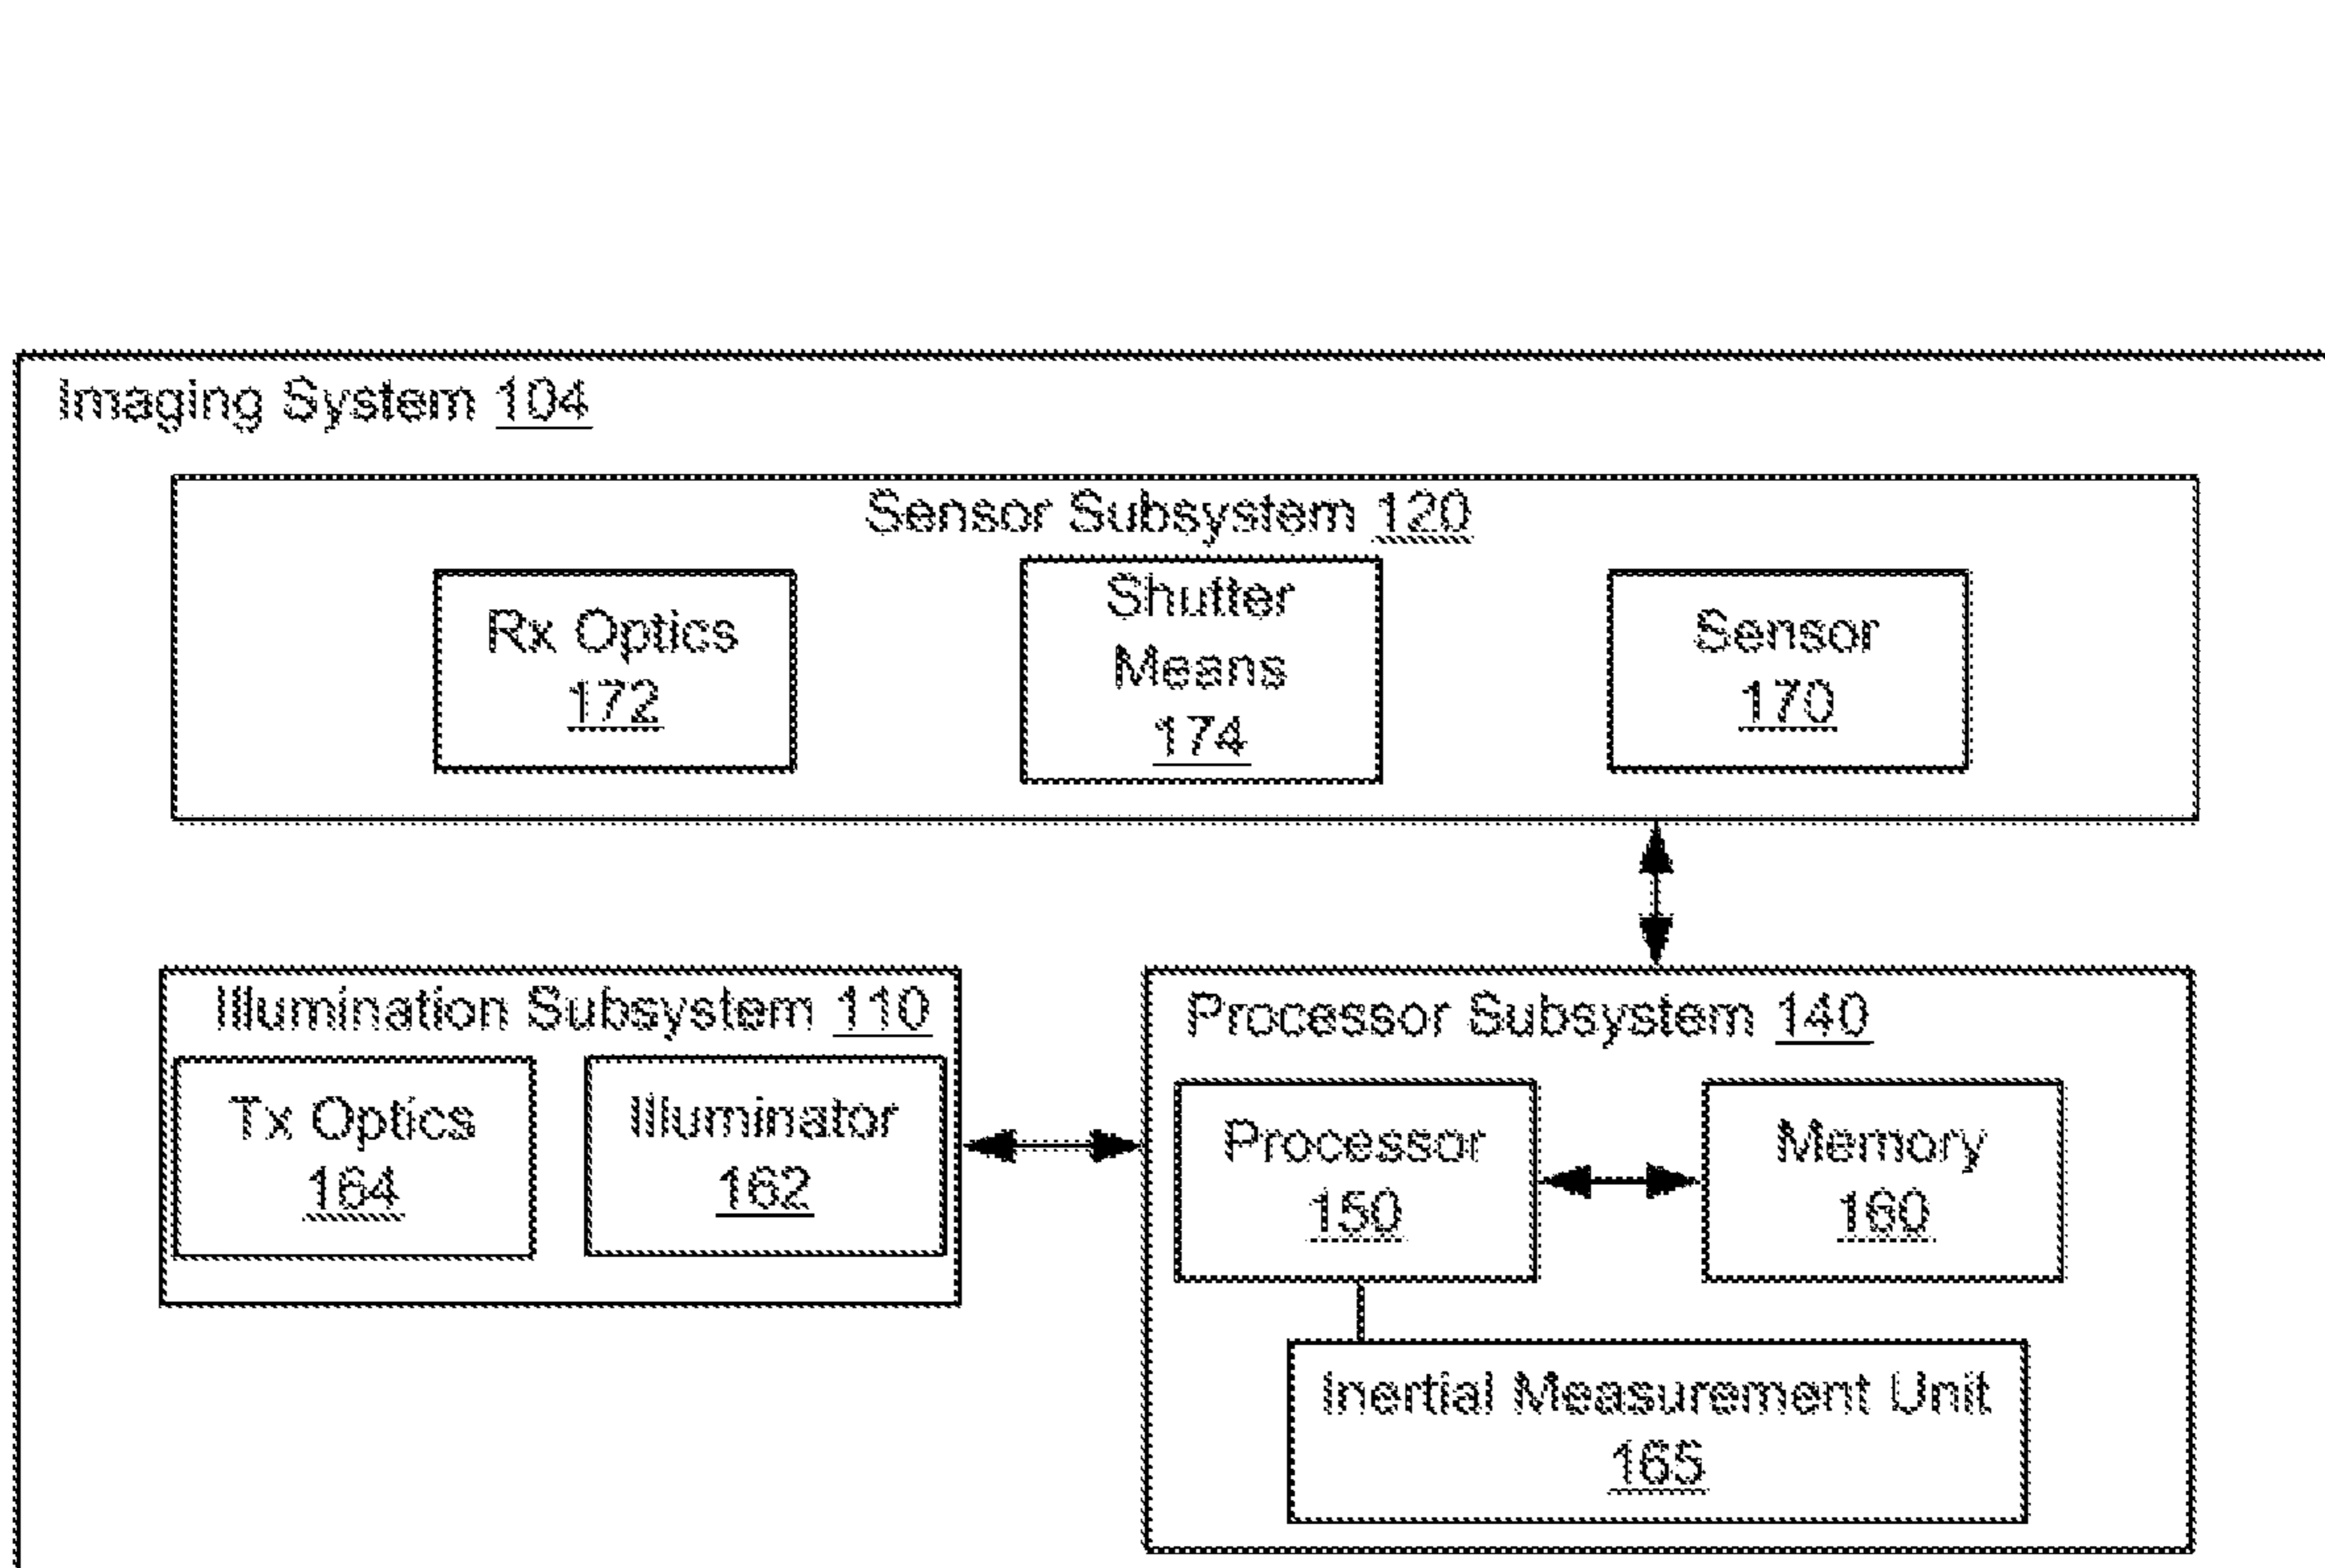 Imaging System 104
Sensor Subsystem 120
Rx Optics
172
Shutter
Means
174
Sensor
170
Illumination Subsystem 110
Tx Optics
164
Illuminator
162
Processor Subsystem 140
Processor
150
Memory
160
Inertial Measurement Unit
165